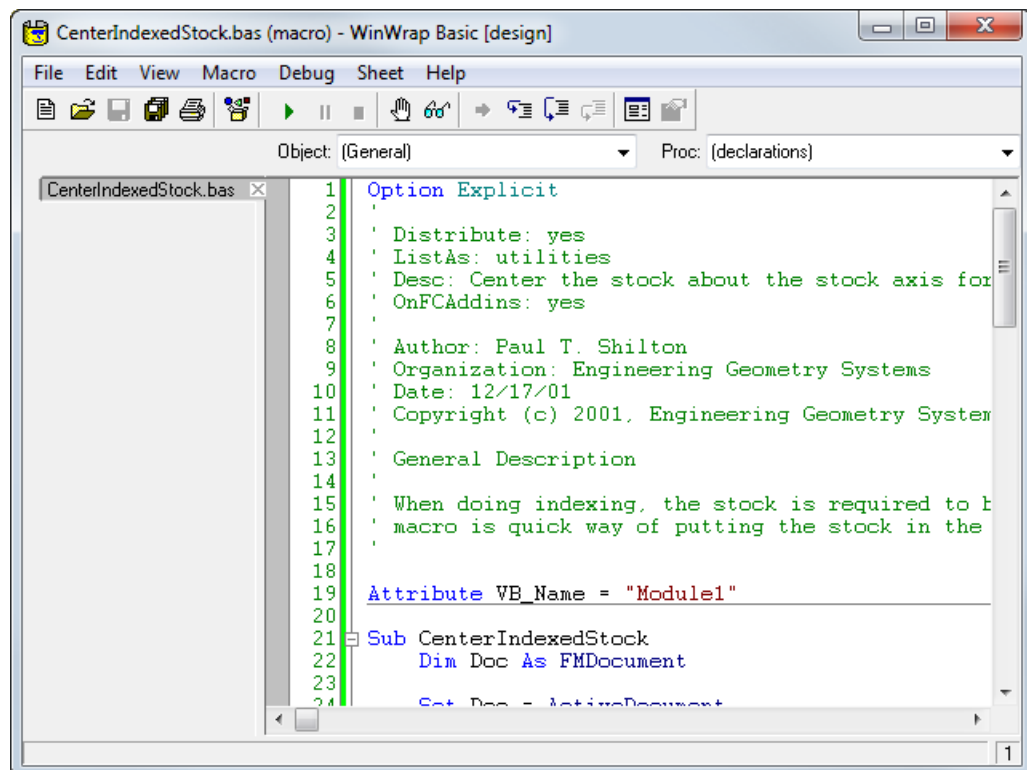 CenterIndexedStock.bas (macro) - WinWrap Basic [design]
File Edit View Macro Debug Sheet Help
Object: (General) Proc: (declarations)
CenterIndexedStock.bas
1 Option Explicit
2 '
3 ' Distribute: yes
4 ' ListAs: utilities
5 ' Desc: Center the stock about the stock axis for
6 ' OnFCAddins: yes
7 '
8 ' Author: Paul T. Shilton
9 ' Organization: Engineering Geometry Systems
10 ' Date: 12/17/01
11 ' Copyright (c) 2001, Engineering Geometry System
12 '
13 ' General Description
14 '
15 ' When doing indexing, the stock is required to b
16 ' macro is quick way of putting the stock in the
17 '
18
19 Attribute VB_Name = "Module1"
20
21 Sub CenterIndexedStock
22 Dim Doc As FMDocument
23
24 Set Doc = ActiveDocument
1